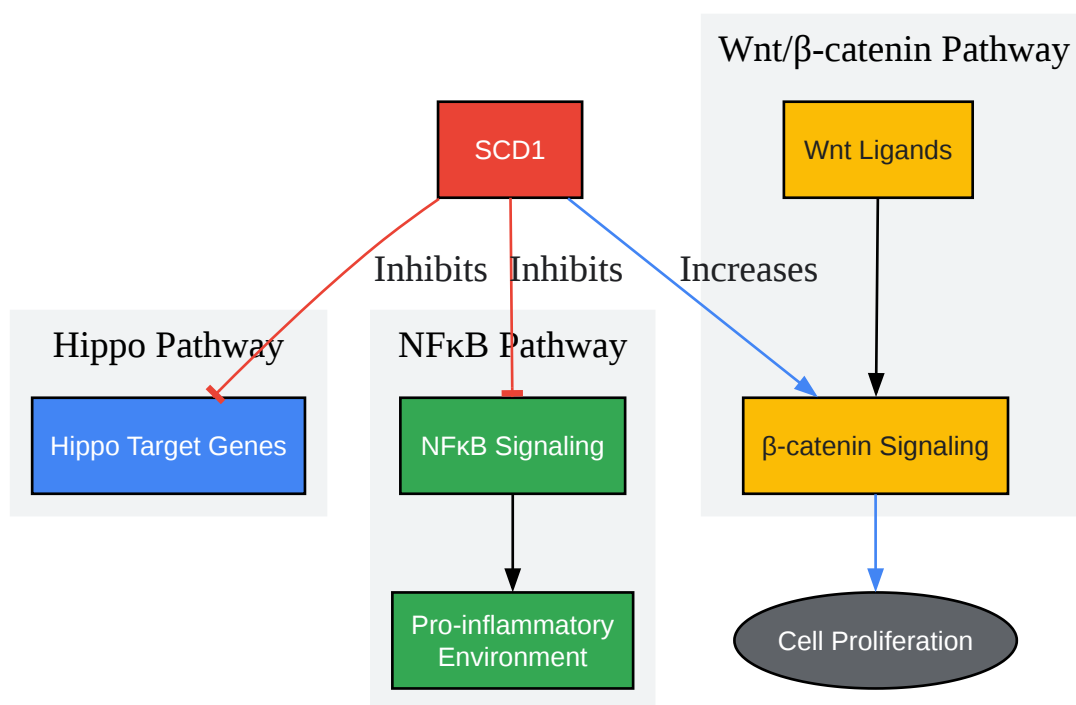 Wnt/β-catenin Pathway
SCD1
Wnt Ligands
Inhibits
Inhibits
Increases
Hippo Pathway
NFκB Pathway
Hippo Target Genes
NFκB Signaling
β-catenin Signaling
Pro-inflammatory
Environment
Cell Proliferation